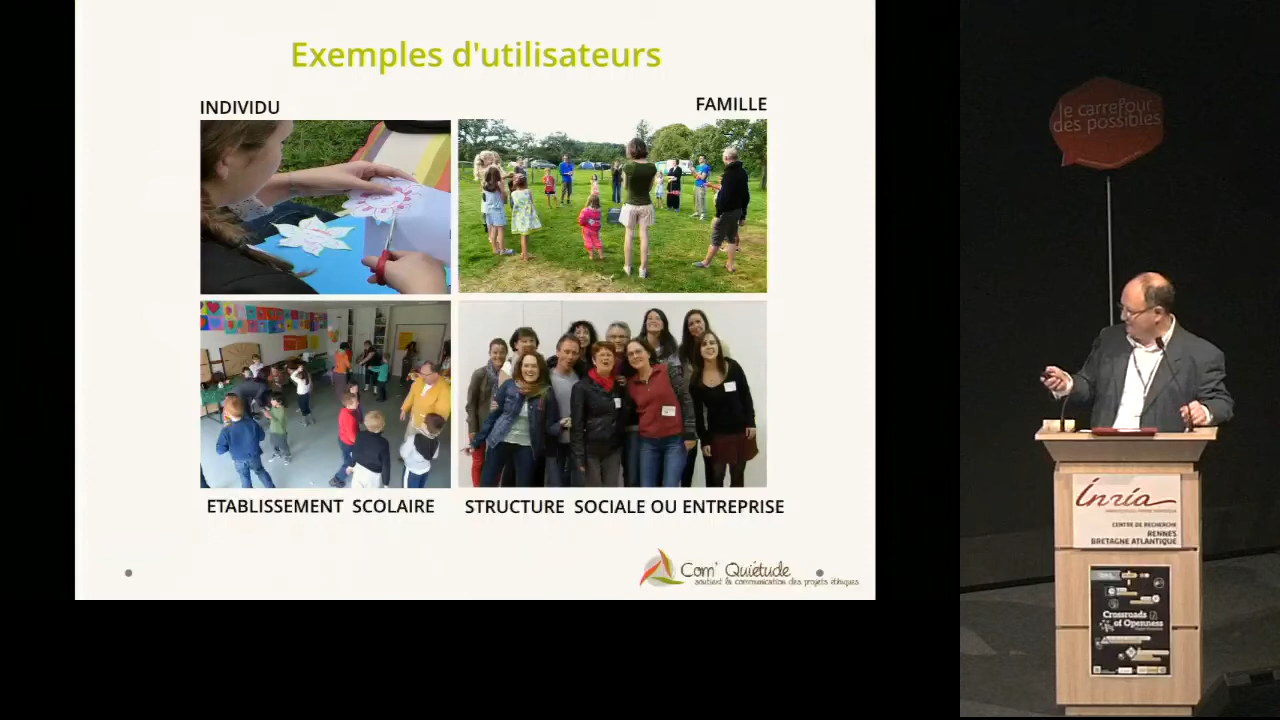 Exemples d'utilisateurs
INDIVIDU
FAMILLE
ETABLISSEMENT SCOLAIRE
STRUCTURE SOCIALE OU ENTREPRISE
Com' Quiétude
soutient la communication des projets éthiques
le carrefour
des possibles
Inria
CENTRE DE RECHERCHE
RENNES
BRETAGNE ATLANTIQUE
Crossroads
of Openness